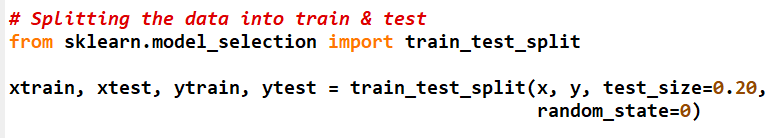 # Splitting the data into train & test
from sklearn.model_selection import train_test_split
xtrain, xtest, ytrain, ytest = train_test_split(x, y, test_size=0.20,
random_state=0)